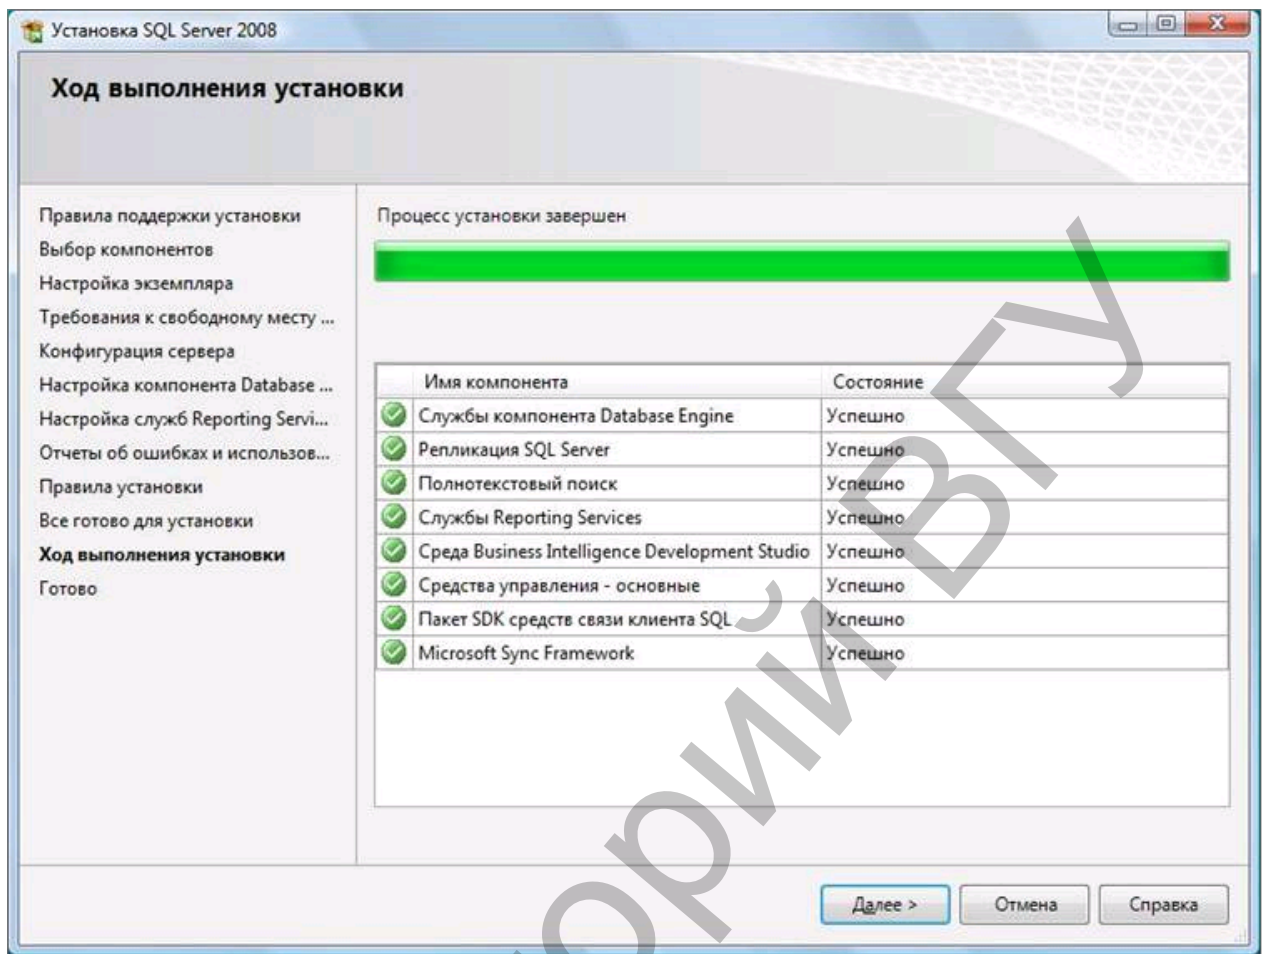 Установка SQL Server 2008
Ход выполнения установки
Правила поддержки установки
Выбор компонентов
Настройка экземпляра
Требования к свободному месту ...
Конфигурация сервера
Настройка компонента Database ...
Настройка служб Reporting Servi...
Отчеты об ошибках и использов...
Правила установки
Все готово для установки
Ход выполнения установки
Готово
Процесс установки завершен
Имя компонента Состояние
Службы компонента Database Engine Успешно
Репликация SQL Server Успешно
Полнотекстовый поиск Успешно
Службы Reporting Services Успешно
Среда Business Intelligence Development Studio Успешно
Средства управления - основные Успешно
Пакет SDK средств связи клиента SQL Успешно
Microsoft Sync Framework Успешно
Далее >
Отмена
Справка
орий ВГУ